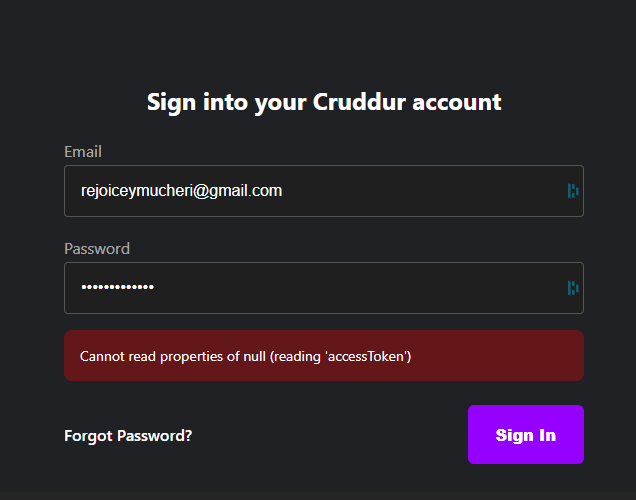 Sign into your Cruddur account
Email
rejoiceymucheri@gmail.com
Password
•••••••••••••
Cannot read properties of null (reading 'accessToken')
Forgot Password?
Sign In